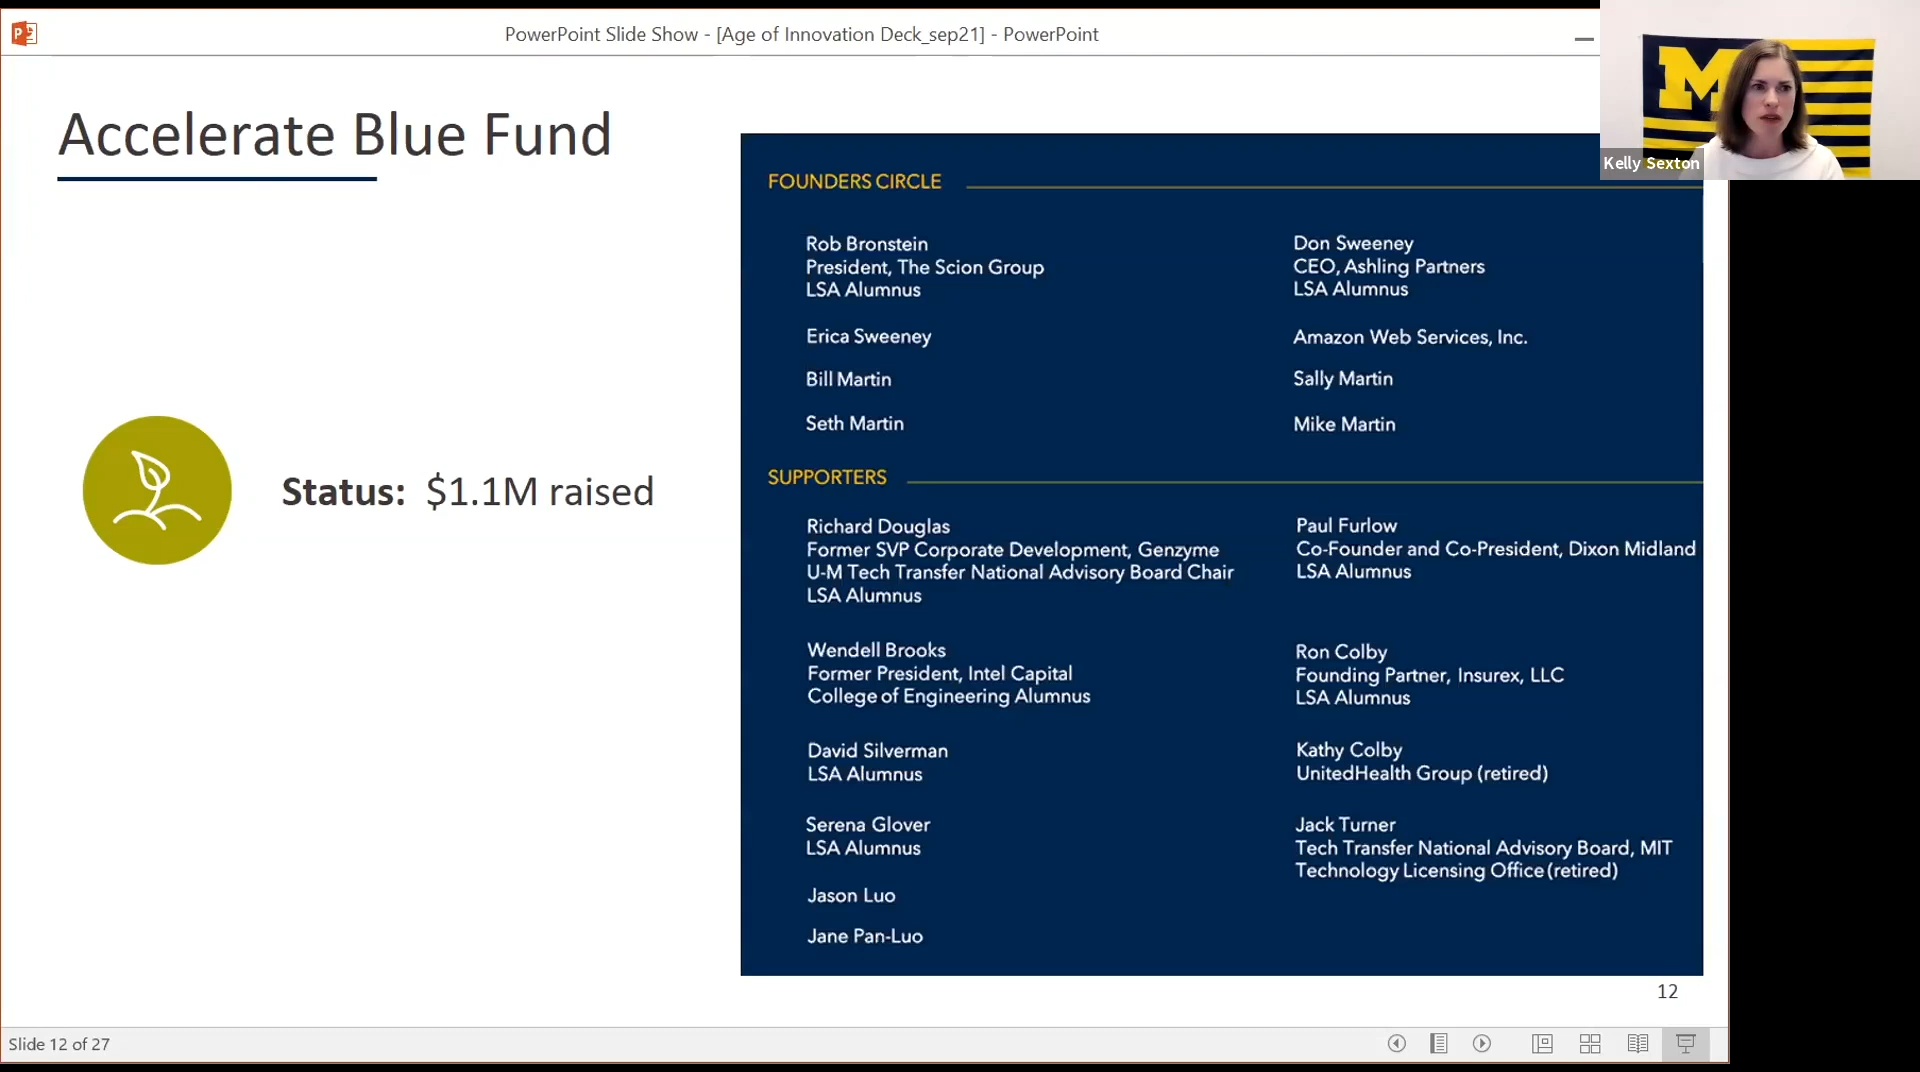 PowerPoint Slide Show - [Age of Innovation Deck_sep21] - PowerPoint
M
Kelly Sexton
Accelerate Blue Fund
Status: $1.1M raised
FOUNDERS CIRCLE
Rob Bronstein
President, The Scion Group
LSA Alumnus
Don Sweeney
CEO, Ashling Partners
LSA Alumnus
Erica Sweeney
Amazon Web Services, Inc.
Bill Martin
Sally Martin
Seth Martin
Mike Martin
SUPPORTERS
Richard Douglas
Former SVP Corporate Development, Genzyme
U-M Tech Transfer National Advisory Board Chair
LSA Alumnus
Paul Furlow
Co-Founder and Co-President, Dixon Midland
LSA Alumnus
Wendell Brooks
Former President, Intel Capital
College of Engineering Alumnus
Ron Colby
Founding Partner, Insurex, LLC
LSA Alumnus
David Silverman
LSA Alumnus
Kathy Colby
UnitedHealth Group (retired)
Serena Glover
LSA Alumnus
Jack Turner
Tech Transfer National Advisory Board, MIT
Technology Licensing Office (retired)
Jason Luo
Jane Pan-Luo
12
Slide 12 of 27